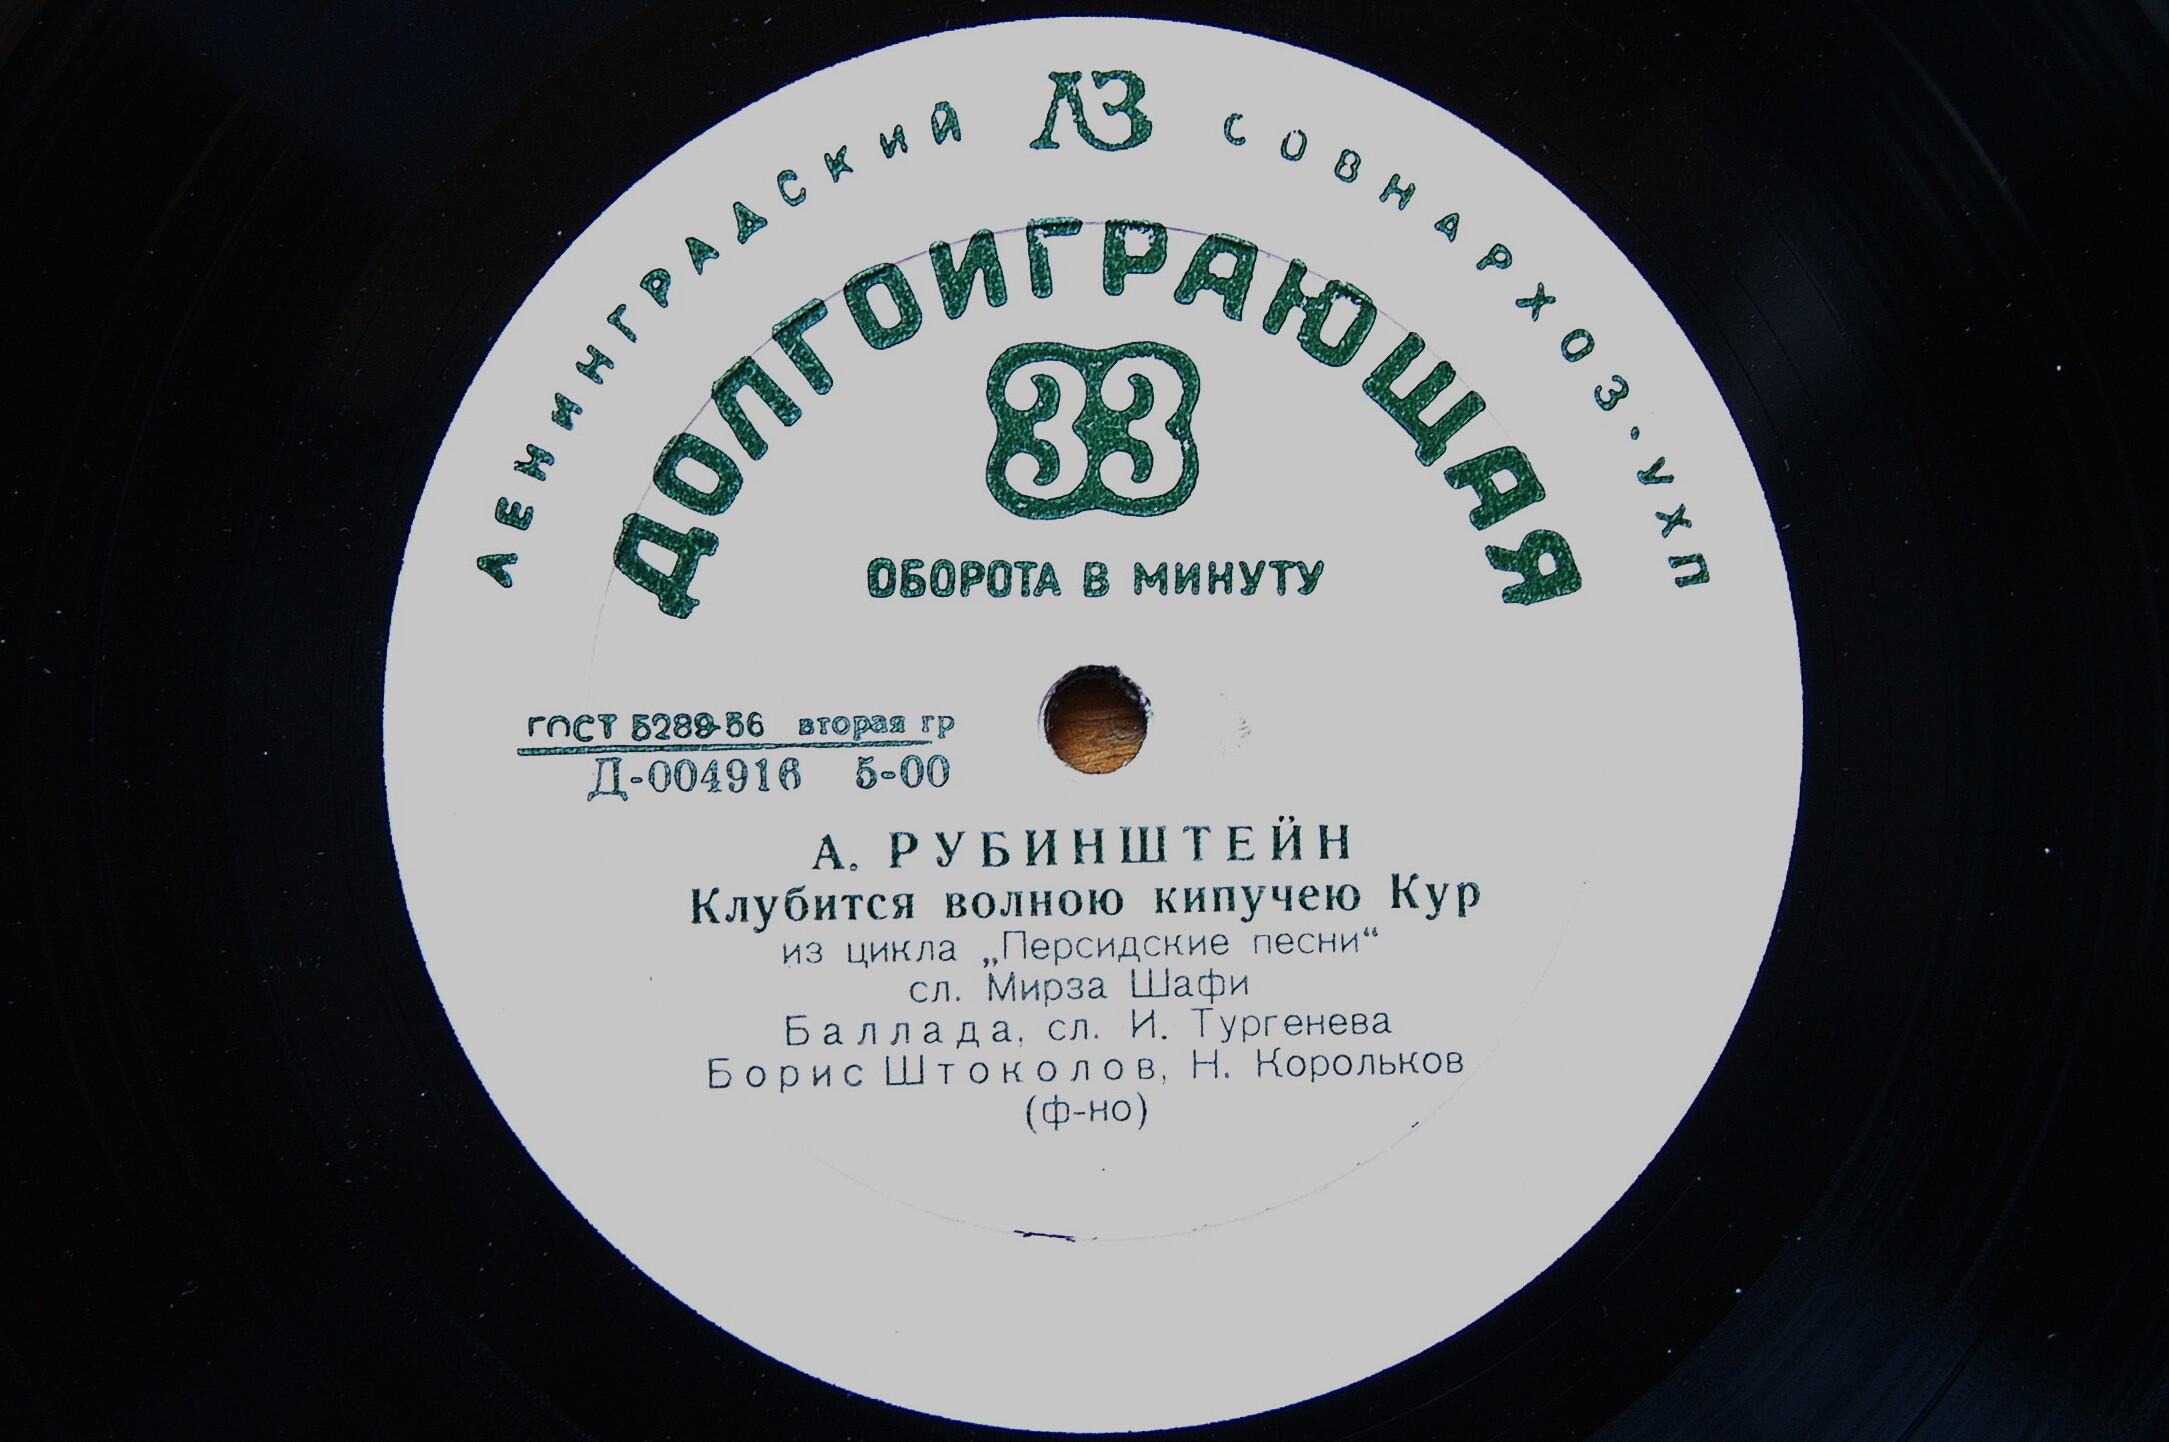 ЛЕНИНГРАДСКИЙ ЛЗ СОВНАРХОЗ·УХП
ДОЛГОИГРАЮЩАЯ
33
ОБОРОТА В МИНУТУ
ГОСТ 5289-56 вторая гр
Д-004916 5-00
А. РУБИНШТЕЙН
Клубится волною кипучею Кур
из цикла „Персидские песни“
сл. Мирза Шафи
Баллада, сл. И. Тургенева
Борис Штоколов, Н. Корольков
(ф-но)